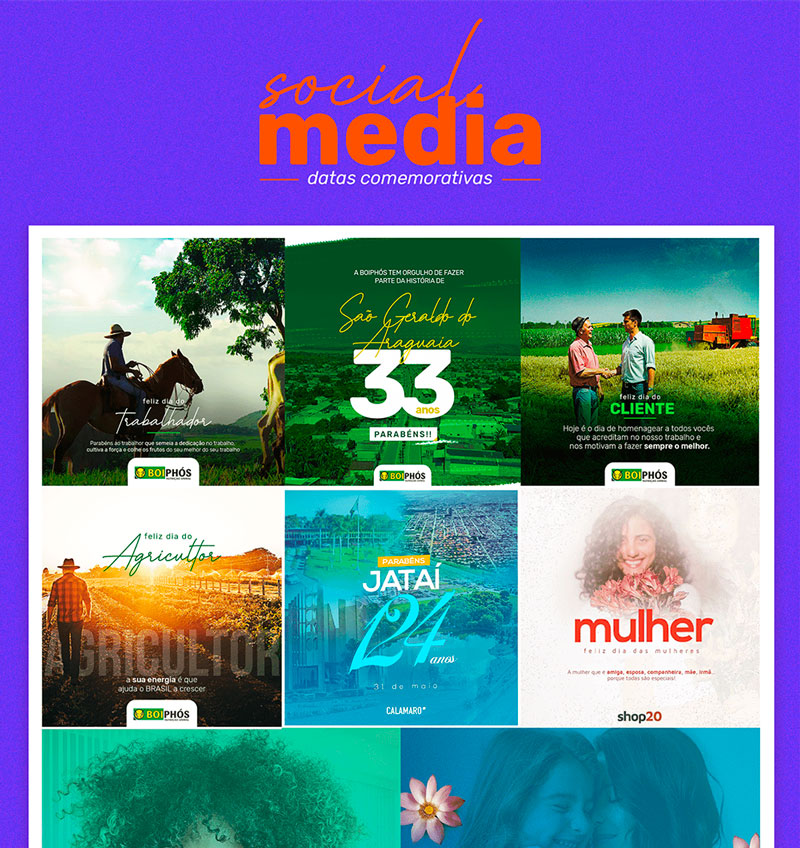 social
media
datas comemorativas
feliz dia do
Trabalhador
Parabéns ao trabalhor que semeia a dedicação no trabalho,
cultiva a força e colhe os frutos do seu melhor do seu trabalho
BOIPHÓS
A BOIPHÓS TEM ORGULHO DE FAZER
PARTE DA HISTÓRIA DE
São Geraldo do
Araguaia
33
anos
PARABÉNS!!
BOIPHÓS
feliz dia do
CLIENTE
Hoje é o dia de homenagear a todos vocês
que acreditam no nosso trabalho e
nos motivam a fazer sempre o melhor.
BOIPHÓS
feliz dia do
Agricultor
AGRICULTOR
a sua energia é que
ajuda o BRASIL a crescer
BOIPHÓS
PARABÉNS
JATAÍ
124
anos
31 de maio
CALAMARO
mulher
feliz dia das mulheres
A mulher que é amiga, esposa, companheira, mãe, irmã...
porque todas são especiais!
shop20